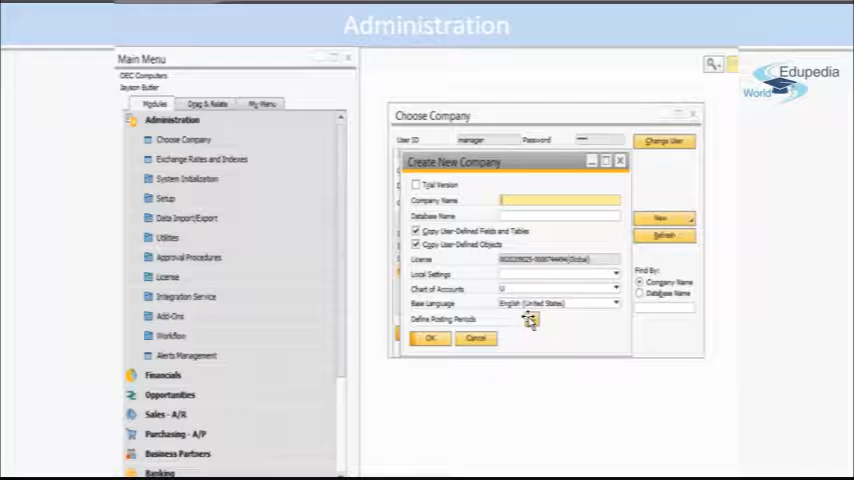 Administration
Edupedia
World
Main Menu
OEC Computers
Jayson Butler
Modules
Drag & Relate
My Menu
Administration
Choose Company
Exchange Rates and Indexes
System Initialization
Setup
Data Import/Export
Utilities
Approval Procedures
License
Integration Service
Add-Ons
Workflow
Alerts Management
Financials
Opportunities
Sales - A/R
Purchasing - A/P
Business Partners
Banking
Choose Company
User ID
manager
Password
Change User
New
Refresh
Find By:
Company Name
Database Name
Create New Company
Trial Version
Company Name
Database Name
Copy User-Defined Fields and Tables
Copy User-Defined Objects
License
Local Settings
Chart of Accounts
U
Base Language
English (United States)
Define Posting Periods
OK
Cancel